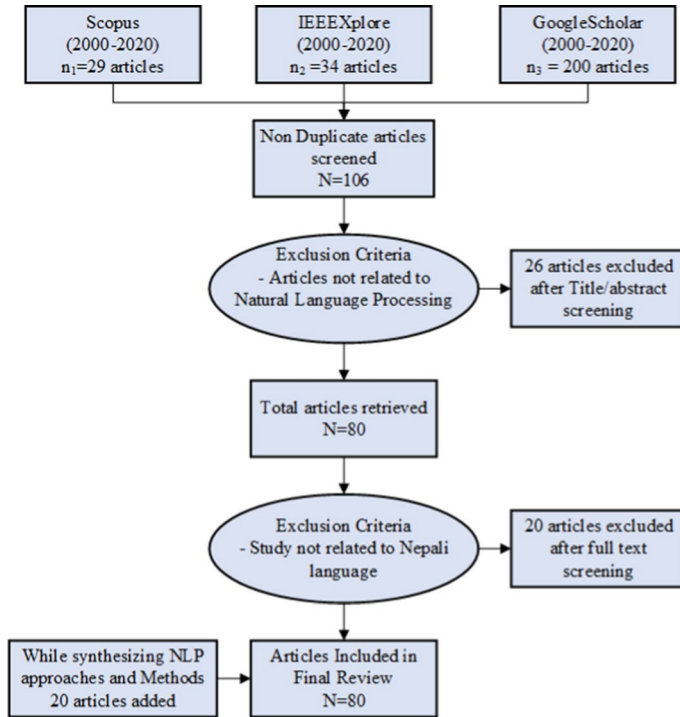 Scopus
(2000-2020)
n₁=29 articles
IEEEXplore
(2000-2020)
n₂ =34 articles
GoogleScholar
(2000-2020)
n₃ = 200 articles
Non Duplicate articles
screened
N=106
Exclusion Criteria
- Articles not related to
Natural Language Processing
26 articles excluded
after Title/abstract
screening
Total articles retrieved
N=80
Exclusion Criteria
- Study not related to Nepali
language
20 articles excluded
after full text
screening
While synthesizing NLP
approaches and Methods
20 articles added
Articles Included in
Final Review
N=80